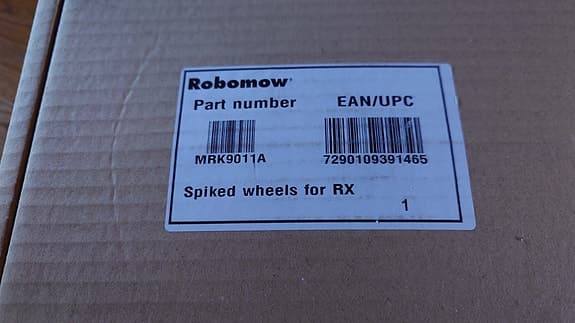 Robomow®
Part number EAN/UPC
MRK9011A 7290109391465
Spiked wheels for RX
1